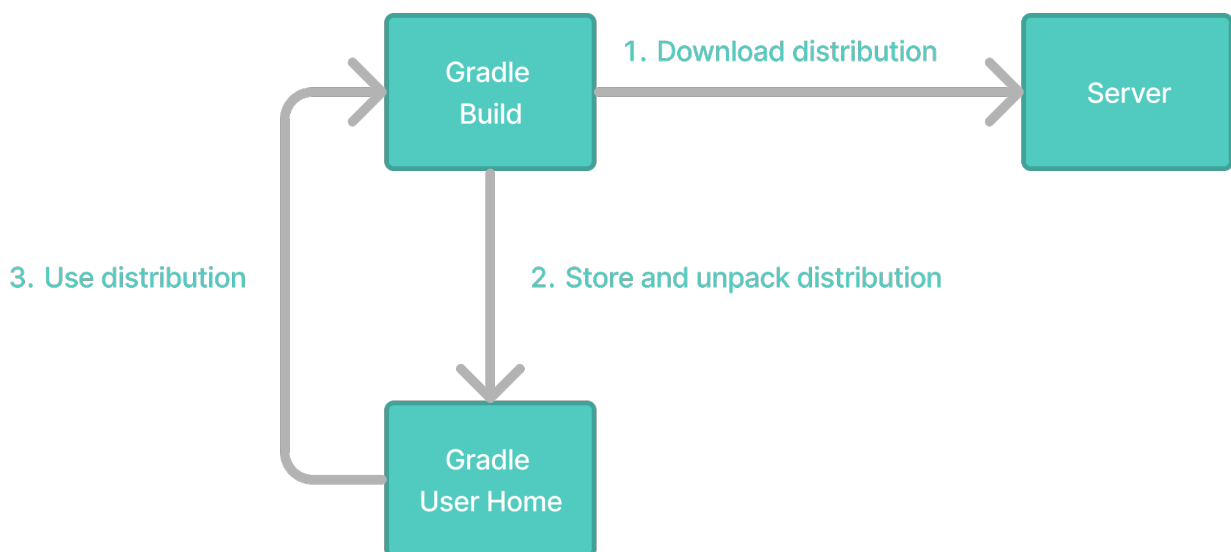 1. Download distribution
Gradle
Build
Server
3. Use distribution
2. Store and unpack distribution
Gradle
User Home